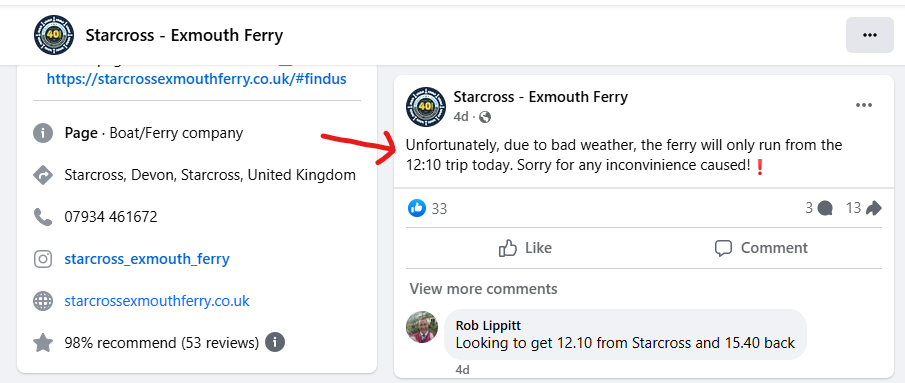 Starcross - Exmouth Ferry
https://starcrossexmouthferry.co.uk/#findus
Page · Boat/Ferry company
Starcross, Devon, Starcross, United Kingdom
07934 461672
starcross_exmouth_ferry
starcrossexmouthferry.co.uk
98% recommend (53 reviews)
Starcross - Exmouth Ferry
4d ·
Unfortunately, due to bad weather, the ferry will only run from the
12:10 trip today. Sorry for any inconvinience caused!❗
33
3 13
Like Comment
View more comments
Rob Lippitt
Looking to get 12.10 from Starcross and 15.40 back
4d